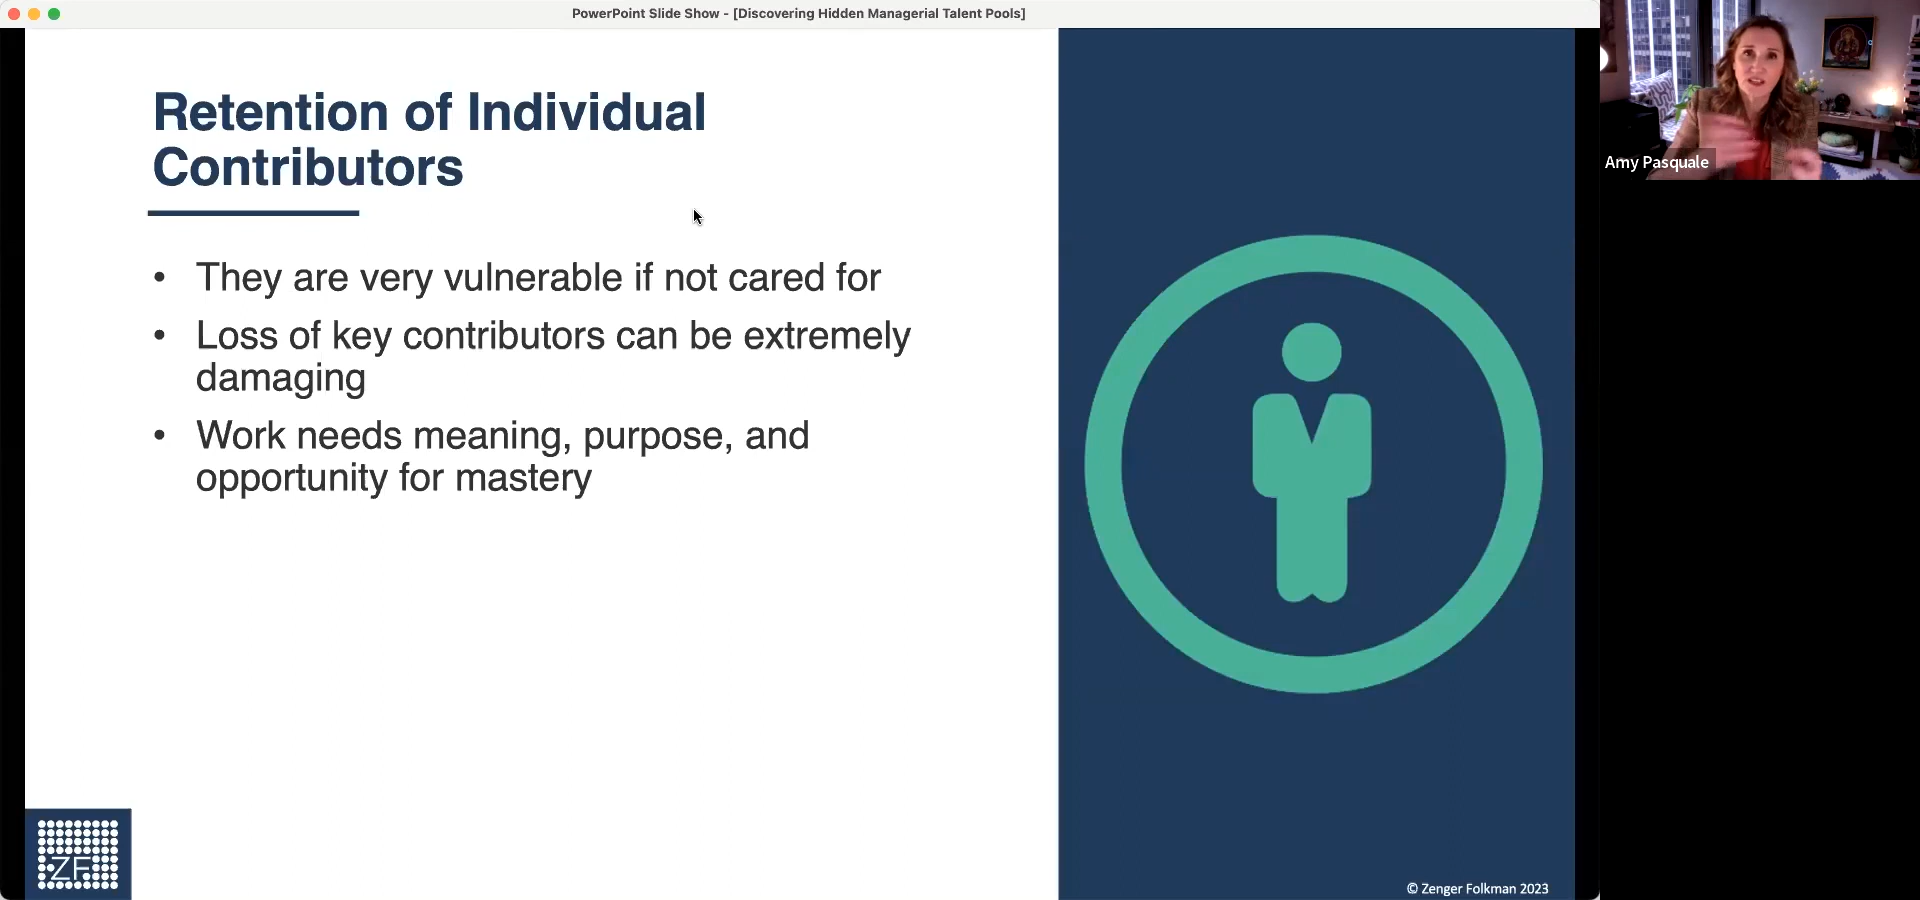 PowerPoint Slide Show - [Discovering Hidden Managerial Talent Pools]
Retention of Individual
Contributors
• They are very vulnerable if not cared for
• Loss of key contributors can be extremely
damaging
• Work needs meaning, purpose, and
opportunity for mastery
ZF
© Zenger Folkman 2023
Amy Pasquale